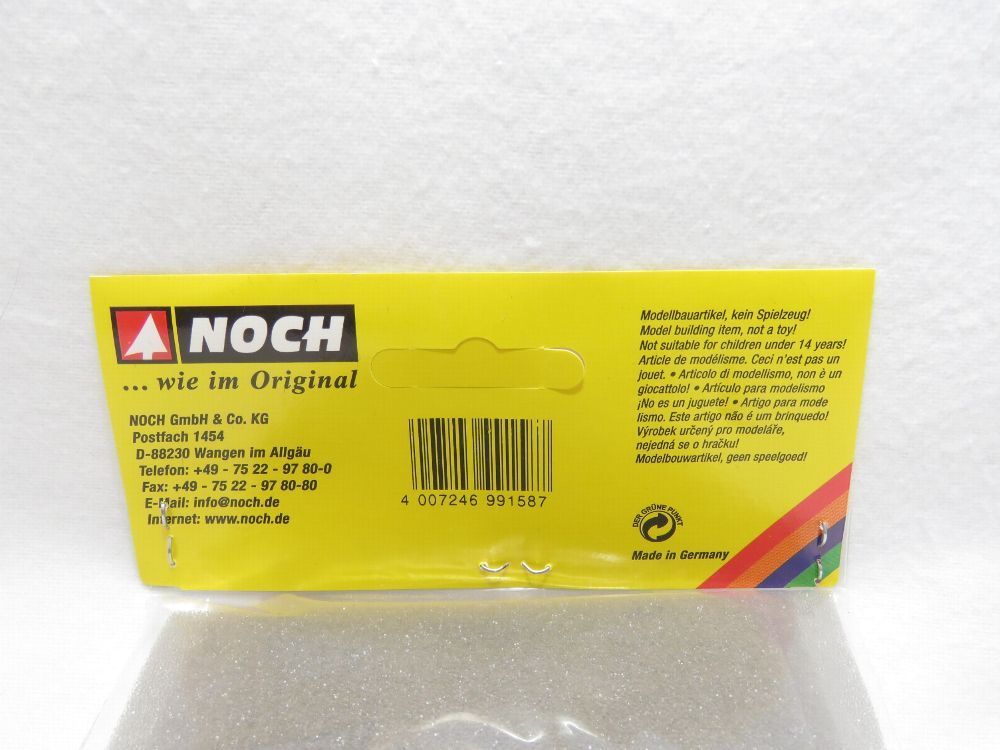 NOCH
... wie im Original
NOCH GmbH & Co. KG
Postfach 1454
D-88230 Wangen im Allgäu
Telefon: +49 - 75 22 - 97 80-0
Fax: +49 - 75 22 - 97 80-80
E-Mail: info@noch.de
Internet: www.noch.de
4 007246 991587
Modellbauartikel, kein Spielzeug!
Model building item, not a toy!
Not suitable for children under 14 years!
Article de modélisme. Ceci n'est pas un
jouet. • Articolo di modellismo, non è un
giocattolo! • Artículo para modelismo
¡No es un juguete! • Artigo para mode
lismo. Este artigo não é um brinquedo!
Výrobek určený pro modeláře,
nejedná se o hračku!
Modelbouwartikel, geen speelgoed!
DER GRÜNE PUNKT
Made in Germany